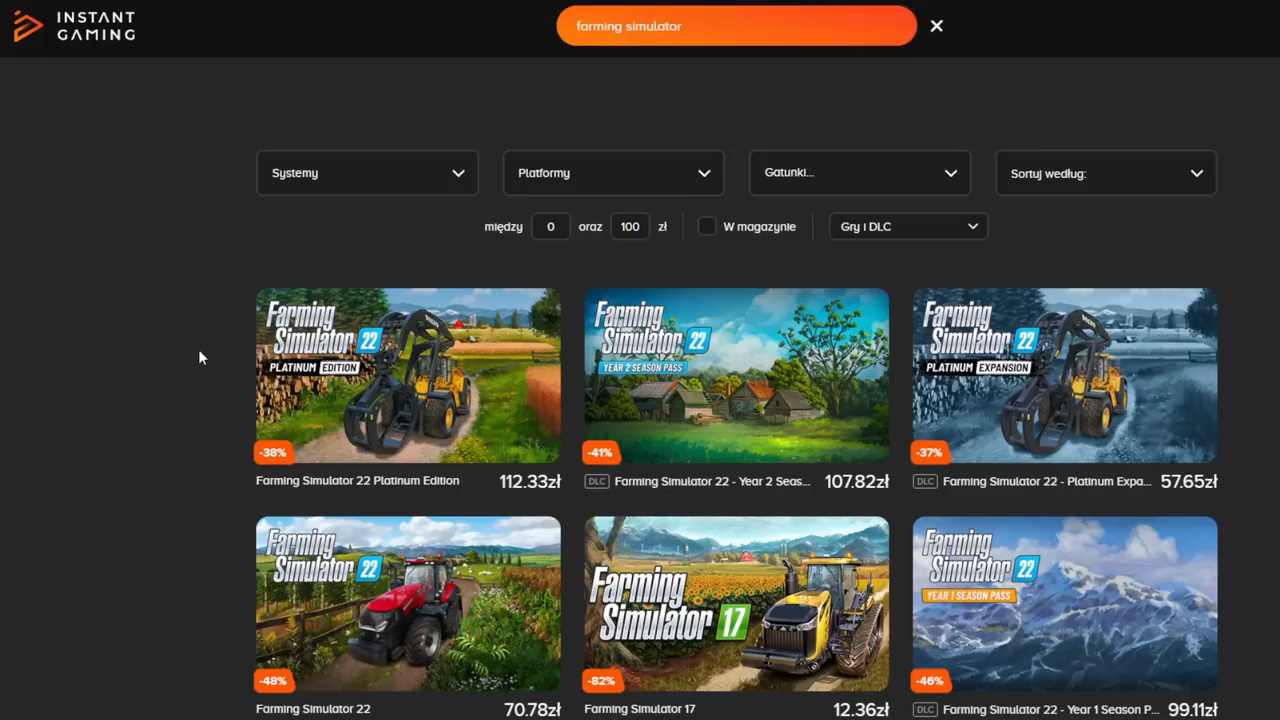 INSTANT
GAMING
farming simulator
Systemy
Platformy
Gatunki...
Sortuj według:
między 0 oraz 100 zł
W magazynie
Gry i DLC
Farming
Simulator 22
PLATINUM EDITION
-38%
Farming Simulator 22 Platinum Edition 112.33zł
Farming
Simulator 22
YEAR 2 SEASON PASS
-41%
DLC Farming Simulator 22 - Year 2 Seas... 107.82zł
Farming
Simulator 22
PLATINUM EXPANSION
-37%
DLC Farming Simulator 22 - Platinum Expa... 57.65zł
Farming
Simulator 22
-48%
Farming Simulator 22 70.78zł
Farming
Simulator 17
-82%
Farming Simulator 17 12.36zł
Farming
Simulator 22
YEAR 1 SEASON PASS
-46%
DLC Farming Simulator 22 - Year 1 Season P... 99.11zł